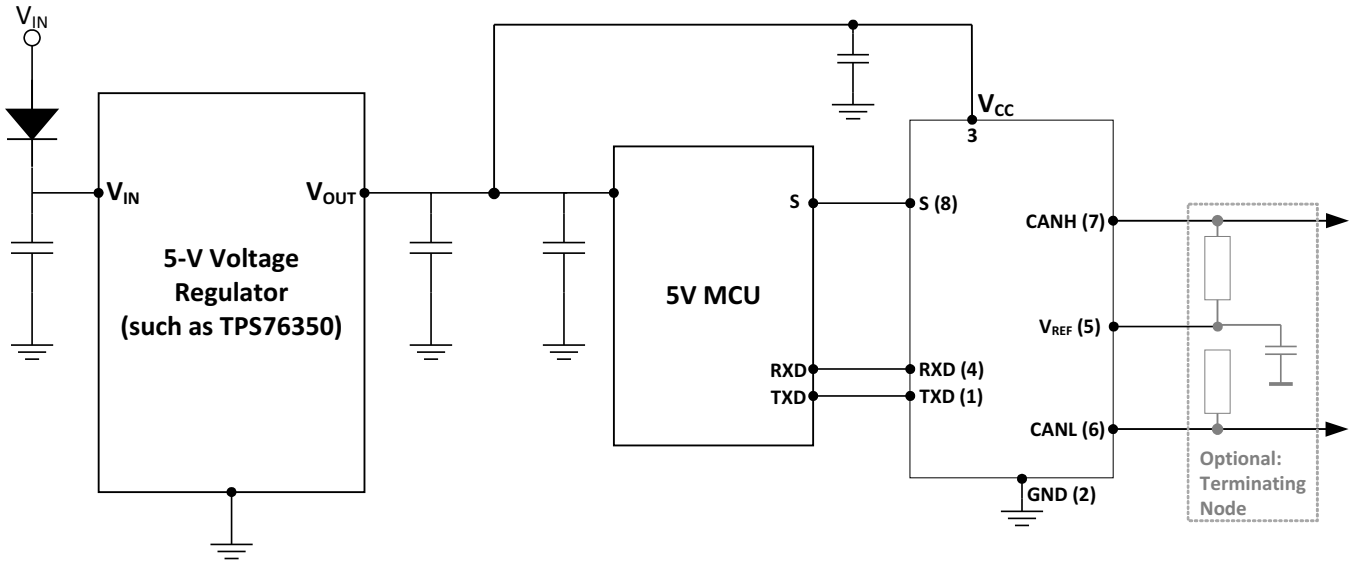 VIN
VIN
VOUT
5-V Voltage
Regulator
(such as TPS76350)
5V MCU
S
RXD
TXD
VCC
3
S (8)
RXD (4)
TXD (1)
CANH (7)
VREF (5)
CANL (6)
GND (2)
Optional:
Terminating
Node